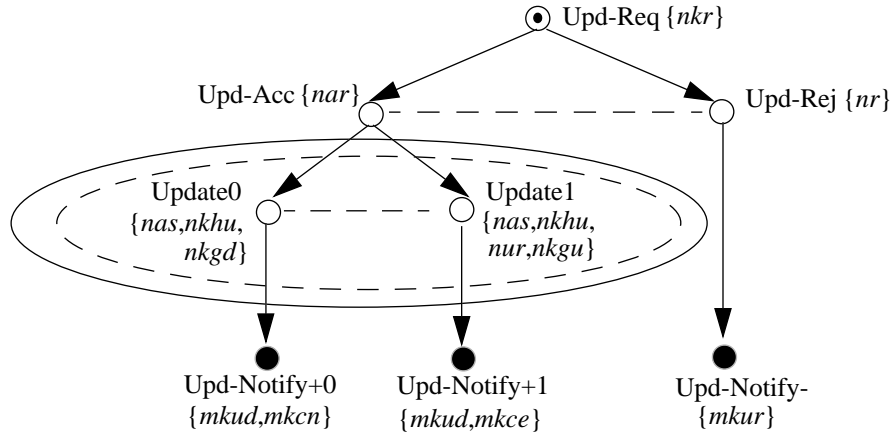 Upd-Req {nkr}
Upd-Acc {nar}
Upd-Rej {nr}
Update0
{nas,nkhu,
nkgd}
Update1
{nas,nkhu,
nur,nkgu}
Upd-Notify+0
{mkud,mkcn}
Upd-Notify+1
{mkud,mkce}
Upd-Notify-
{mkur}